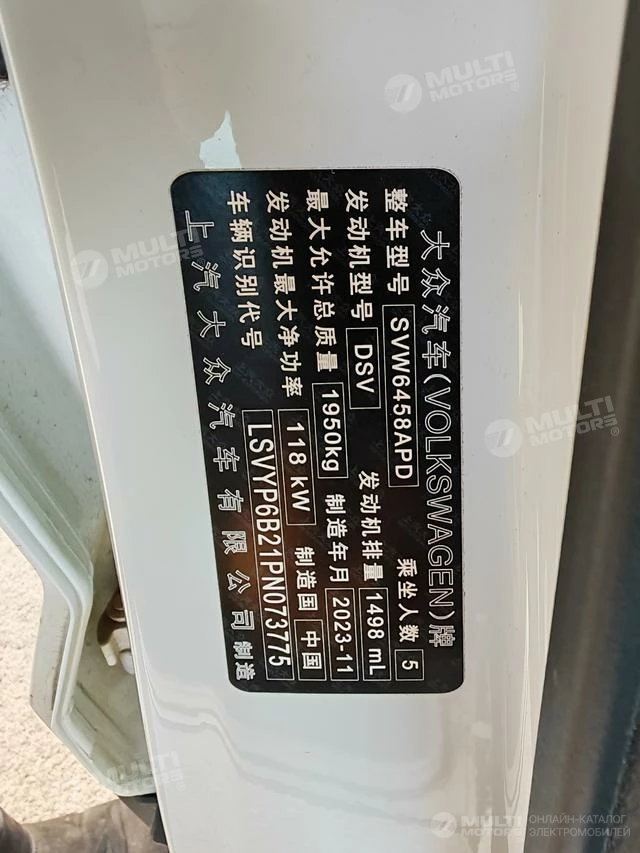 大众汽车(VOLKSWAGEN)牌
整车型号 SVW6458APD 乘坐人数 5
发动机型号 DSV 发动机排量 1498 mL
最大允许总质量 1950kg 制造年月 2023-11
发动机最大净功率 118 kW 制造国 中国
车辆识别代号 LSVYP6B21PN073775
上汽大众汽车有限公司 制造
MULTI MOTORS®
MULTI MOTORS®
MULTI MOTORS®
MULTI MOTORS
MULTI MOTORS
ОНЛАЙН-КАТАЛОГ
ЭЛЕКТРОМОБИЛЕЙ